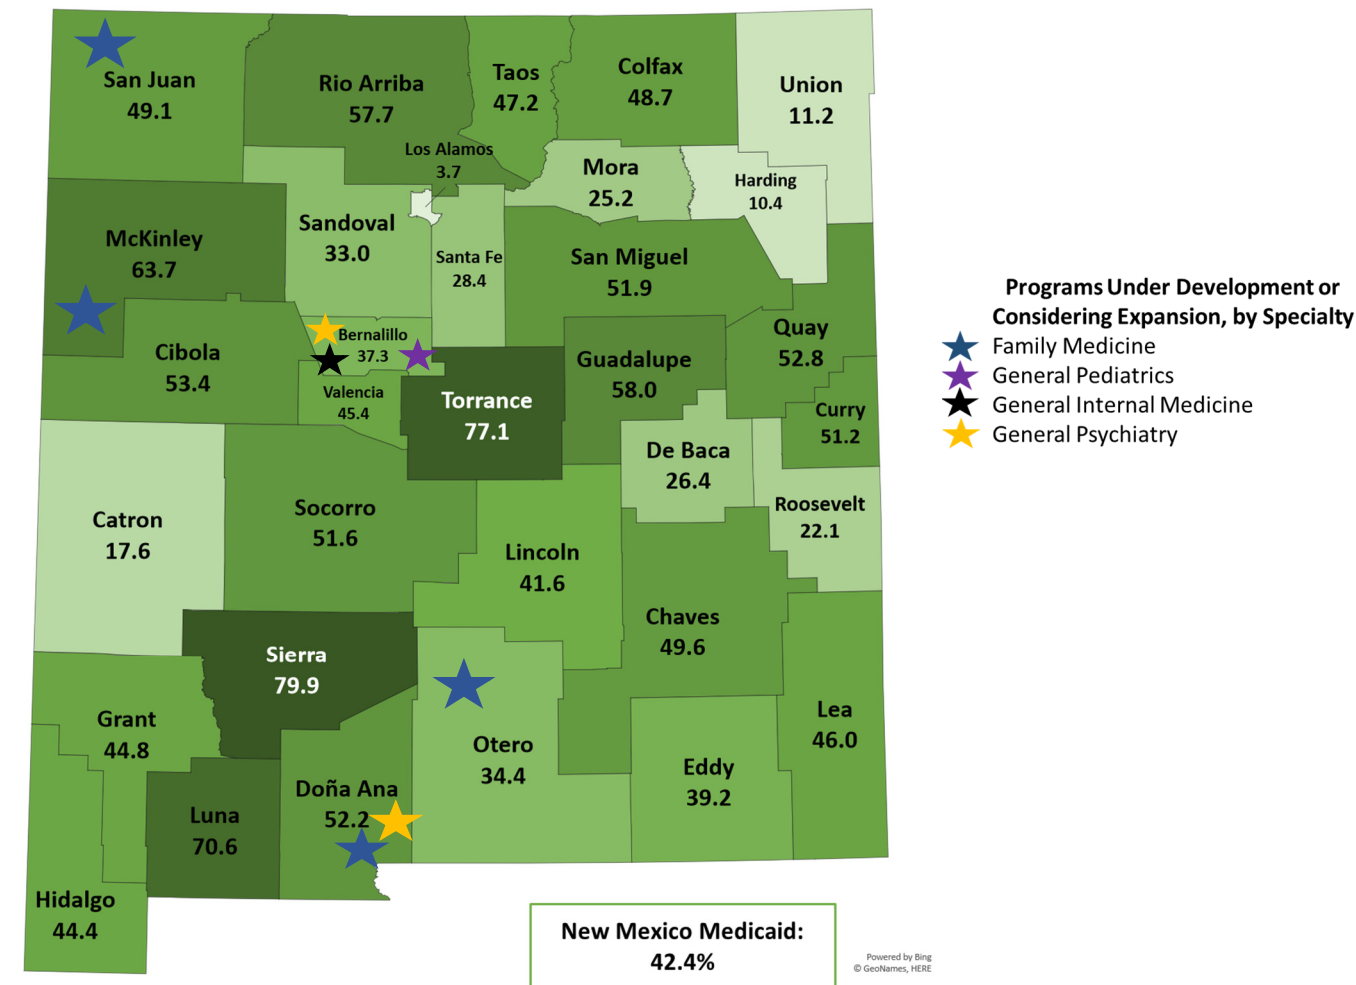 San Juan
49.1
Rio Arriba
57.7
Taos
47.2
Colfax
48.7
Union
11.2
Los Alamos
3.7
Mora
25.2
Harding
10.4
McKinley
63.7
Sandoval
33.0
Santa Fe
28.4
San Miguel
51.9
Quay
52.8
Cibola
53.4
Bernalillo
37.3
Valencia
45.4
Torrance
77.1
Guadalupe
58.0
Curry
51.2
De Baca
26.4
Roosevelt
22.1
Catron
17.6
Socorro
51.6
Lincoln
41.6
Chaves
49.6
Sierra
79.9
Grant
44.8
Otero
34.4
Lea
46.0
Eddy
39.2
Doña Ana
52.2
Luna
70.6
Hidalgo
44.4
Programs Under Development or
Considering Expansion, by Specialty
Family Medicine
General Pediatrics
General Internal Medicine
General Psychiatry
New Mexico Medicaid:
42.4%
Powered by Bing
© GeoNames, HERE